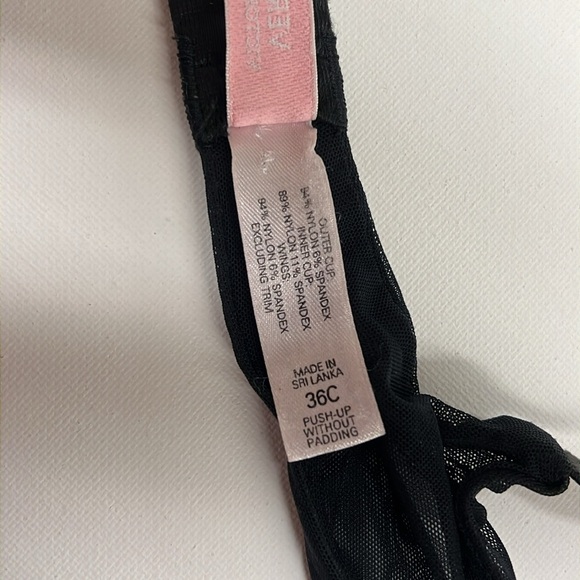 OUTER CUP:
94% NYLON 6% SPANDEX
INNER CUP:
89% NYLON 11% SPANDEX
WINGS:
94% NYLON 6% SPANDEX
EXCLUDING TRIM
MADE IN
SRI LANKA
36C
PUSH-UP
WITHOUT
PADDING